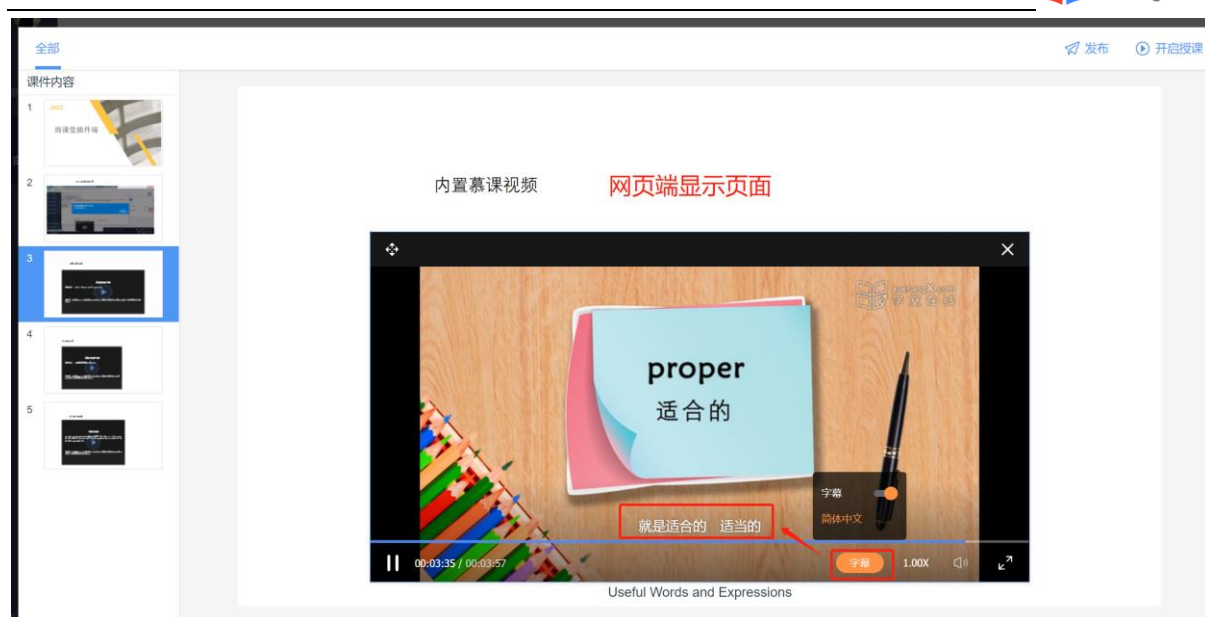 全部
发布
开启授课
课件内容
1
2
3
4
5
内置慕课视频
网页端显示页面
proper
适合的
字幕
简体中文
就是适合的 适当的
00:03:35 / 00:03:57
字幕
1.00X
Useful Words and Expressions